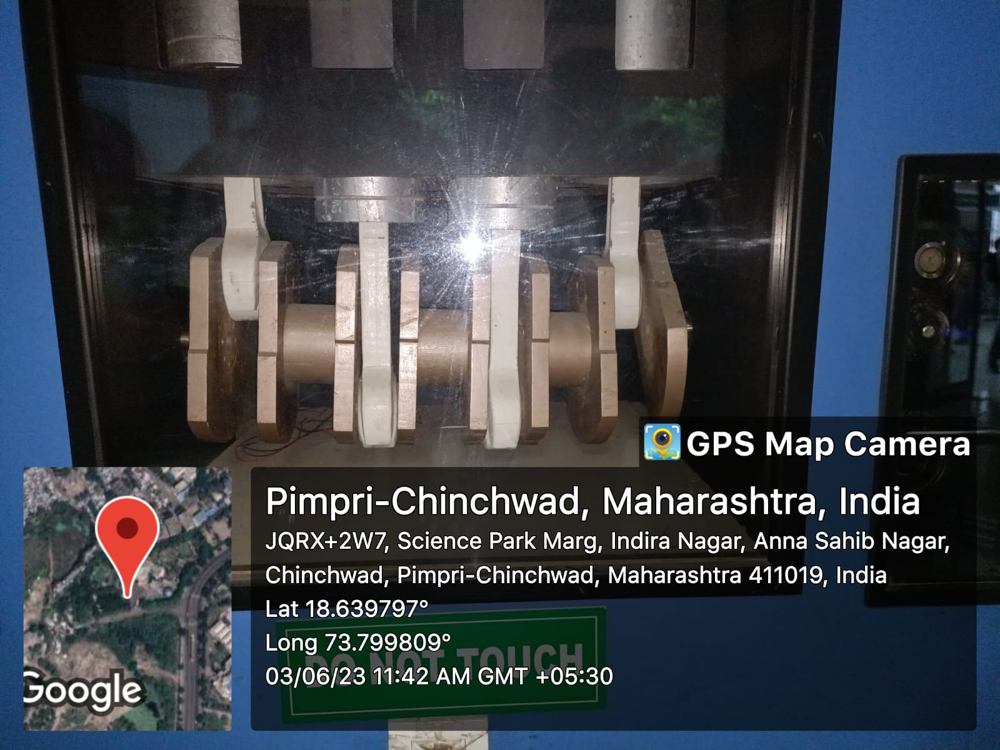 GPS Map Camera
Pimpri-Chinchwad, Maharashtra, India
JQRX+2W7, Science Park Marg, Indira Nagar, Anna Sahib Nagar,
Chinchwad, Pimpri-Chinchwad, Maharashtra 411019, India
Lat 18.639797°
Long 73.799809°
DO NOT TOUCH
03/06/23 11:42 AM GMT +05:30
Google